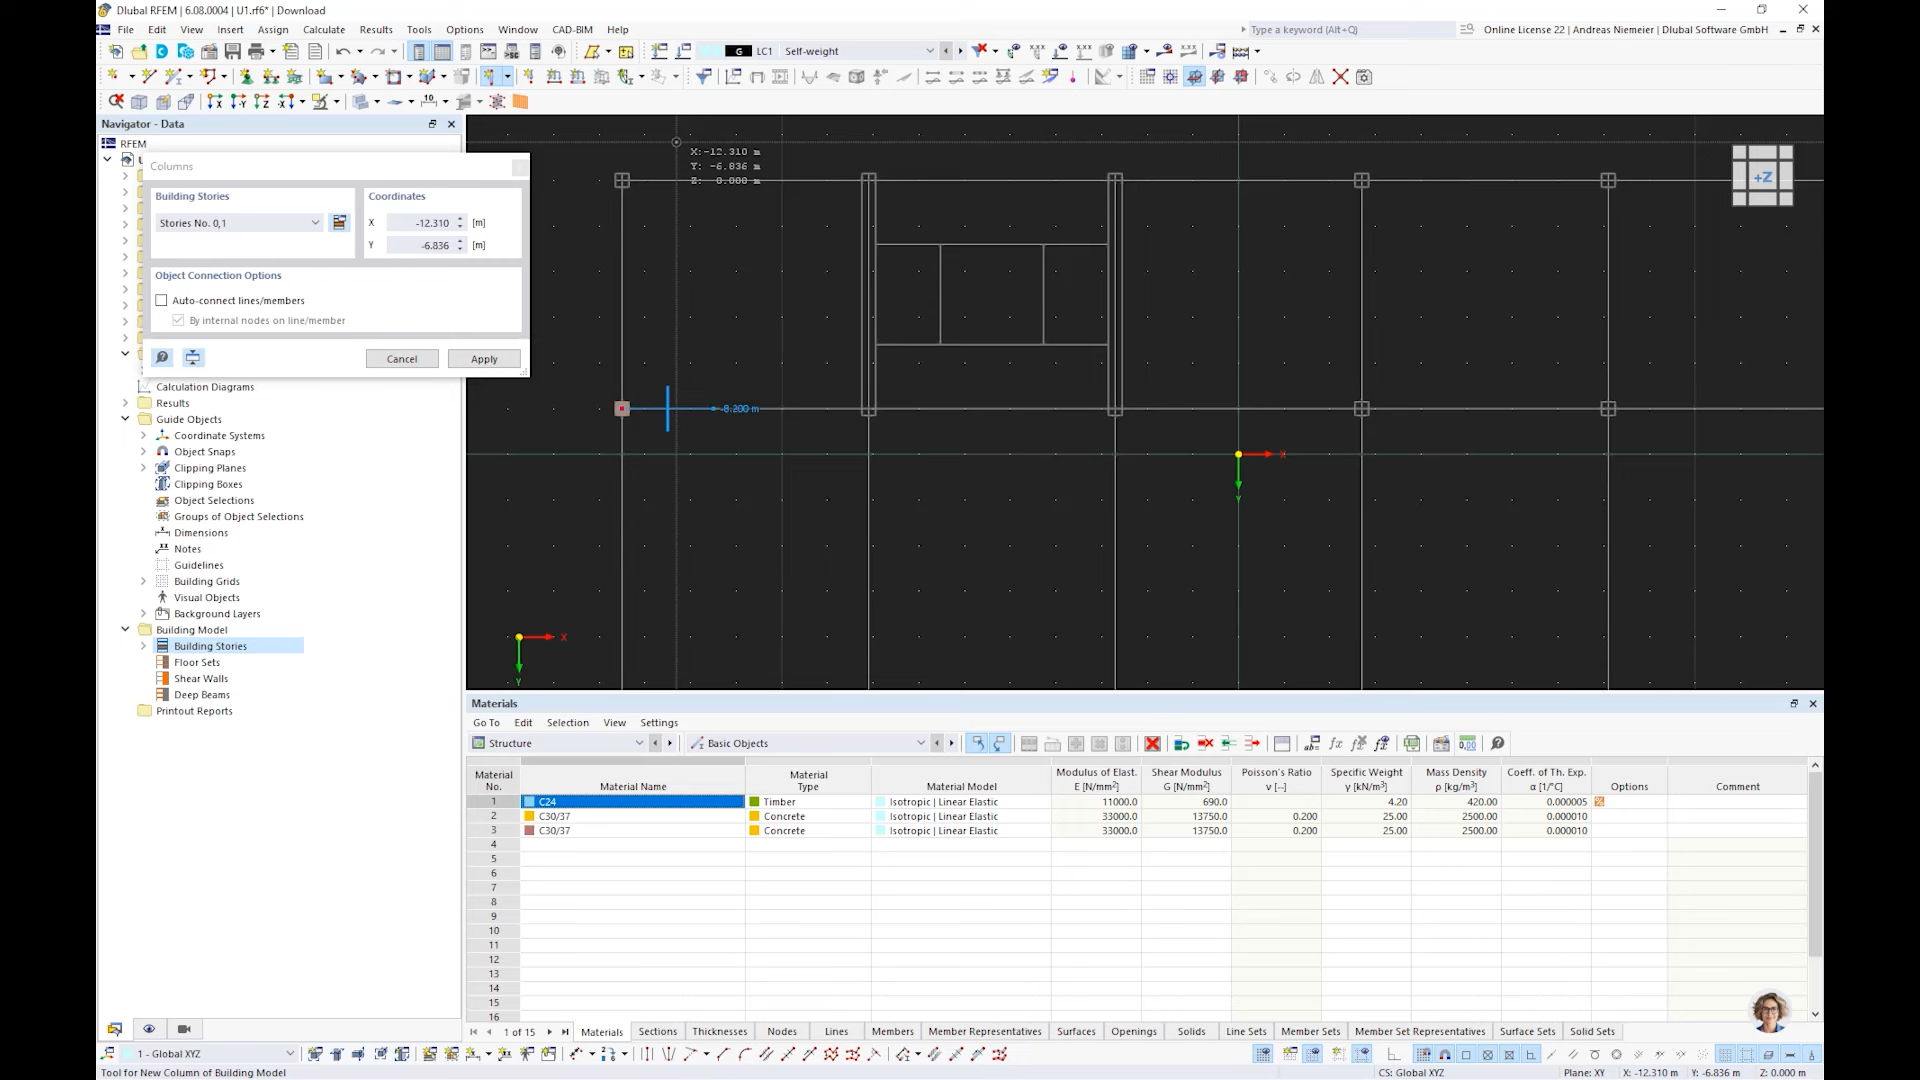 Dlubal RFEM | 6.08.0004 | U1.rf6* | Download
File Edit View Insert Assign Calculate Results Tools Options Window CAD-BIM Help
Type a keyword (Alt+Q)
Online License 22 | Andreas Niemeier | Dlubal Software GmbH
G LC1 Self-weight
Navigator - Data
RFEM
Columns
Building Stories
Coordinates
Stories No. 0,1
X -12.310 [m]
Y -6.836 [m]
Object Connection Options
Auto-connect lines/members
By internal nodes on line/member
Cancel Apply
Calculation Diagrams
Results
Guide Objects
Coordinate Systems
Object Snaps
Clipping Planes
Clipping Boxes
Object Selections
Groups of Object Selections
Dimensions
Notes
Guidelines
Building Grids
Visual Objects
Background Layers
Building Model
Building Stories
Floor Sets
Shear Walls
Deep Beams
Printout Reports
X:-12.310 m
Y: -6.836 m
Z: 0.000 m
+Z
-8.200 m
X
Y
X
Y
Materials
Go To Edit Selection View Settings
Structure
Basic Objects
Material No. Material Name Material Type Material Model Modulus of Elast. E [N/mm²] Shear Modulus G [N/mm²] Poisson's Ratio ν [--] Specific Weight γ [kN/m³] Mass Density ρ [kg/m³] Coeff. of Th. Exp. α [1/°C] Options Comment
1 C24 Timber Isotropic | Linear Elastic 11000.0 690.0 4.20 420.00 0.000005
2 C30/37 Concrete Isotropic | Linear Elastic 33000.0 13750.0 0.200 25.00 2500.00 0.000010
3 C30/37 Concrete Isotropic | Linear Elastic 33000.0 13750.0 0.200 25.00 2500.00 0.000010
4
5
6
7
8
9
10
11
12
13
14
15
16
1 of 15 Materials Sections Thicknesses Nodes Lines Members Member Representatives Surfaces Openings Solids Line Sets Member Sets Member Set Representatives Surface Sets Solid Sets
1 - Global XYZ
Tool for New Column of Building Model
CS: Global XYZ
Plane: XY
X: -12.310 m
Y: -6.836 m
Z: 0.000 m